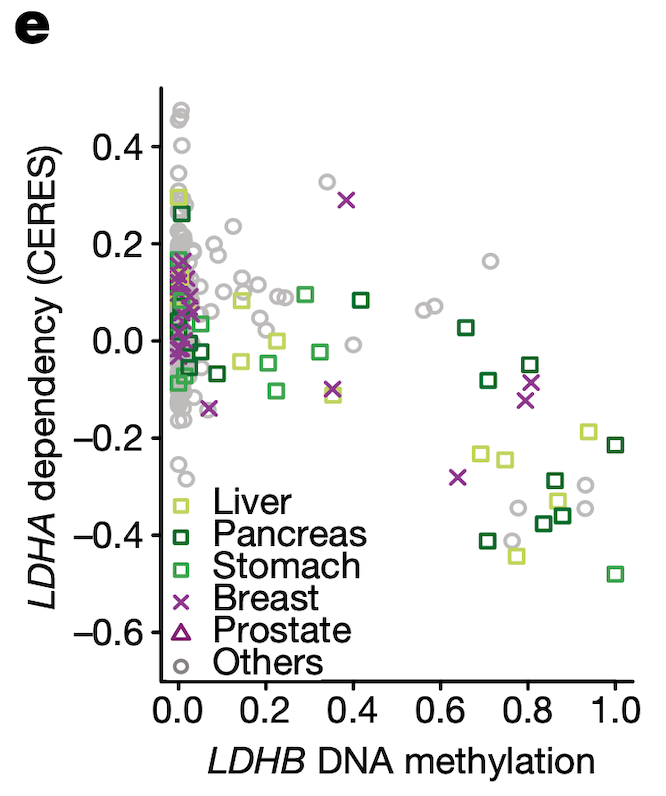 e
LDHA dependency (CERES)
0.4
0.2
0.0
−0.2
−0.4
−0.6
Liver
Pancreas
Stomach
Breast
Prostate
Others
0.0 0.2 0.4 0.6 0.8 1.0
LDHB DNA methylation